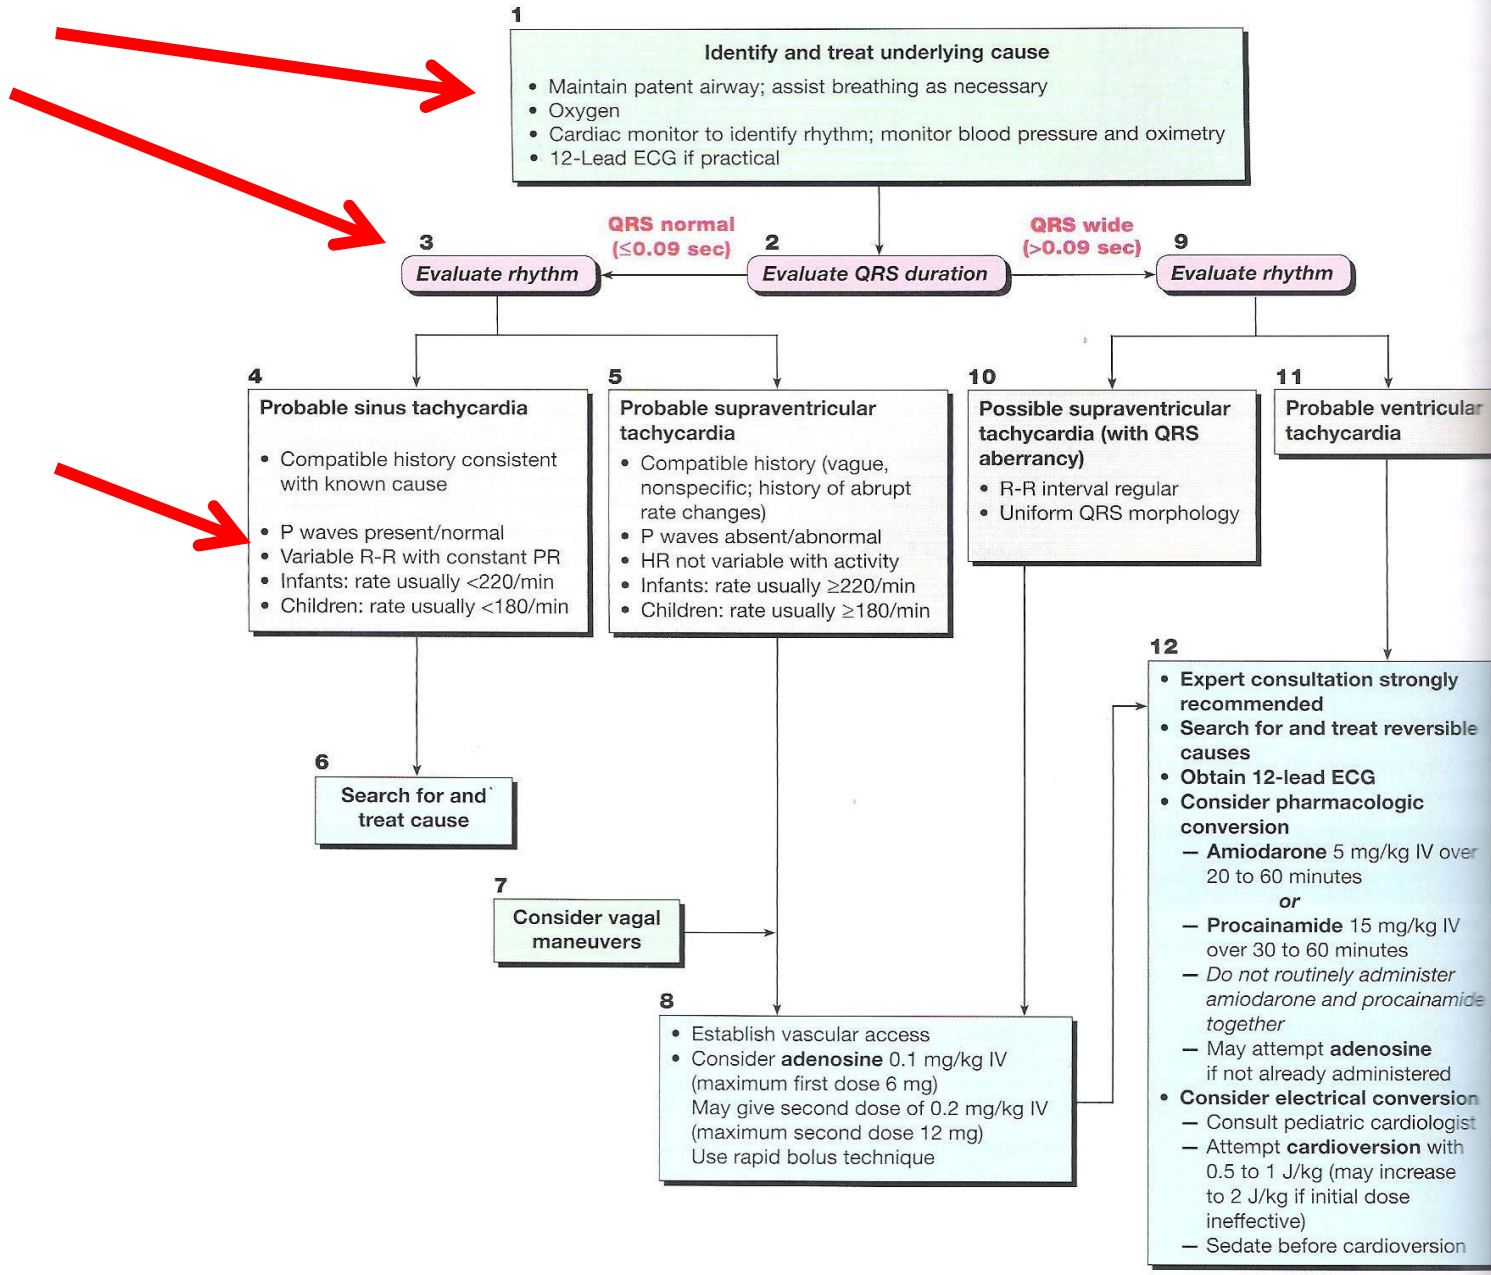 1
Identify and treat underlying cause
• Maintain patent airway; assist breathing as necessary
• Oxygen
• Cardiac monitor to identify rhythm; monitor blood pressure and oximetry
• 12-Lead ECG if practical
QRS normal
(≤0.09 sec)
QRS wide
(>0.09 sec)
3
Evaluate rhythm
2
Evaluate QRS duration
9
Evaluate rhythm
4
Probable sinus tachycardia
• Compatible history consistent
with known cause
• P waves present/normal
• Variable R-R with constant PR
• Infants: rate usually <220/min
• Children: rate usually <180/min
5
Probable supraventricular
tachycardia
• Compatible history (vague,
nonspecific; history of abrupt
rate changes)
• P waves absent/abnormal
• HR not variable with activity
• Infants: rate usually ≥220/min
• Children: rate usually ≥180/min
10
Possible supraventricular
tachycardia (with QRS
aberrancy)
• R-R interval regular
• Uniform QRS morphology
11
Probable ventricular
tachycardia
6
Search for and
treat cause
7
Consider vagal
maneuvers
8
• Establish vascular access
• Consider adenosine 0.1 mg/kg IV
(maximum first dose 6 mg)
May give second dose of 0.2 mg/kg IV
(maximum second dose 12 mg)
Use rapid bolus technique
12
• Expert consultation strongly
recommended
• Search for and treat reversible
causes
• Obtain 12-lead ECG
• Consider pharmacologic
conversion
– Amiodarone 5 mg/kg IV over
20 to 60 minutes
or
– Procainamide 15 mg/kg IV
over 30 to 60 minutes
– Do not routinely administer
amiodarone and procainamide
together
– May attempt adenosine
if not already administered
• Consider electrical conversion
– Consult pediatric cardiologist
– Attempt cardioversion with
0.5 to 1 J/kg (may increase
to 2 J/kg if initial dose
ineffective)
– Sedate before cardioversion